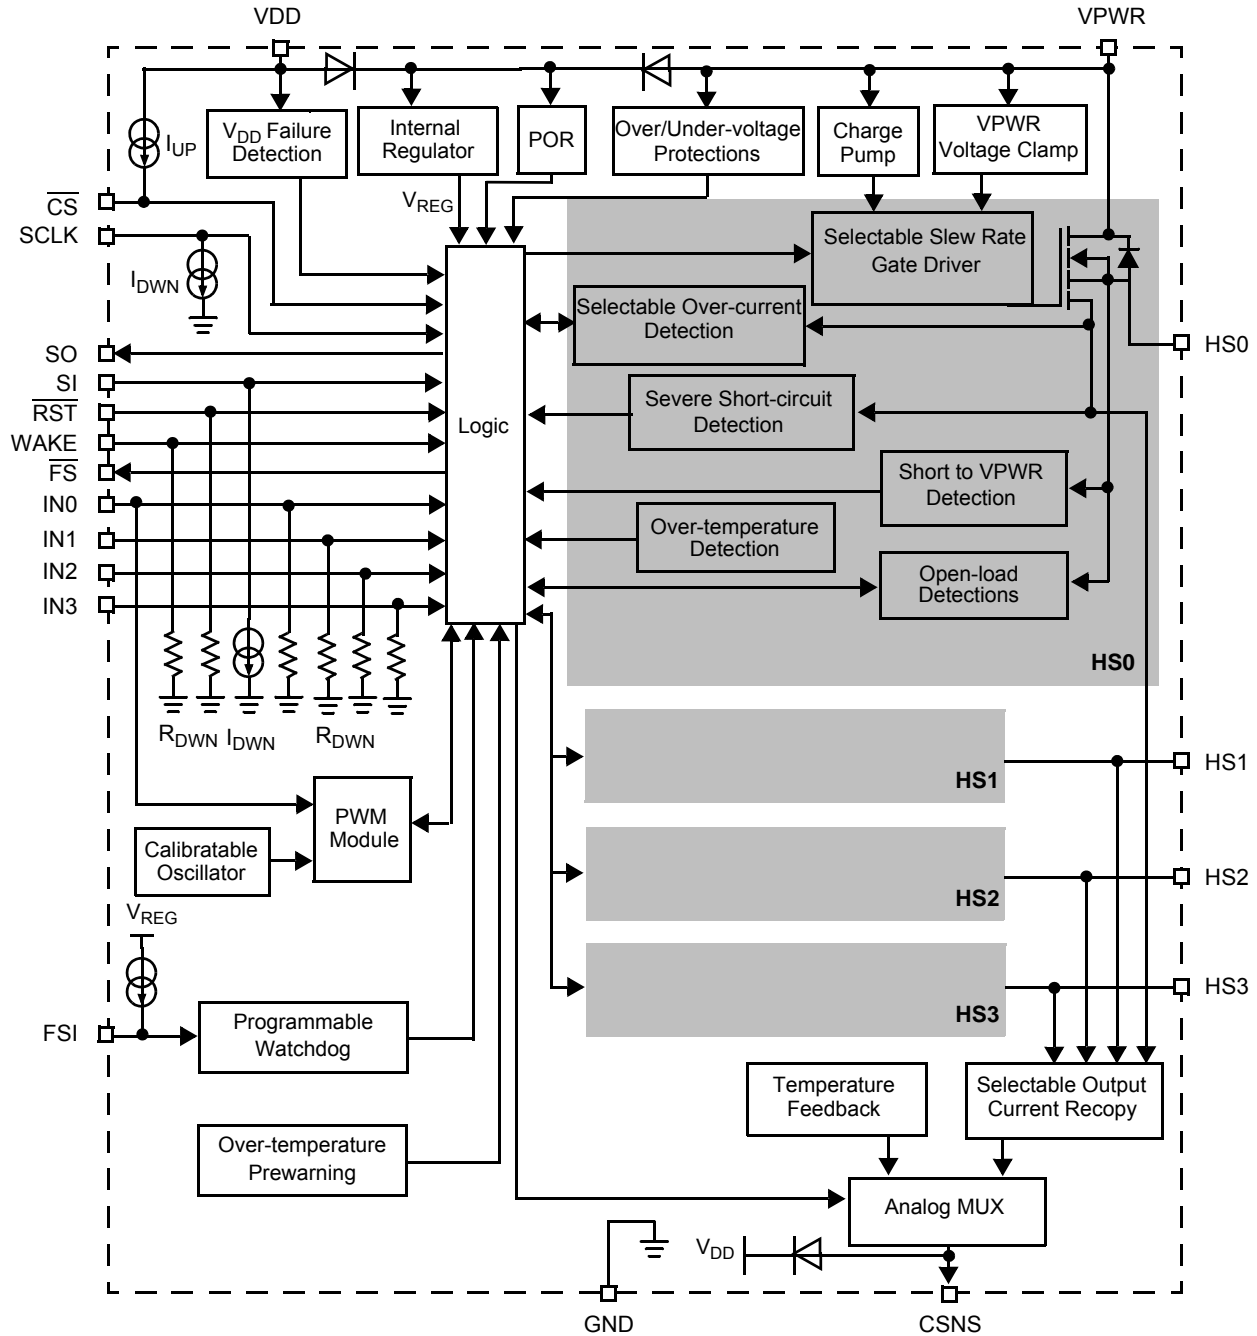 VDD
VPWR
VDD Failure
Detection
Internal
Regulator
POR
Over/Under-voltage
Protections
Charge
Pump
VPWR
Voltage Clamp
IUP
VREG
CS
SCLK
IDWN
SO
SI
RST
WAKE
FS
IN0
IN1
IN2
IN3
Logic
Selectable Slew Rate
Gate Driver
Selectable Over-current
Detection
Severe Short-circuit
Detection
Short to VPWR
Detection
Over-temperature
Detection
Open-load
Detections
HS0
HS0
RDWN
IDWN
RDWN
HS1
HS1
PWM
Module
Calibratable
Oscillator
HS2
HS2
VREG
HS3
HS3
FSI
Programmable
Watchdog
Temperature
Feedback
Selectable Output
Current Recopy
Over-temperature
Prewarning
Analog MUX
VDD
GND
CSNS